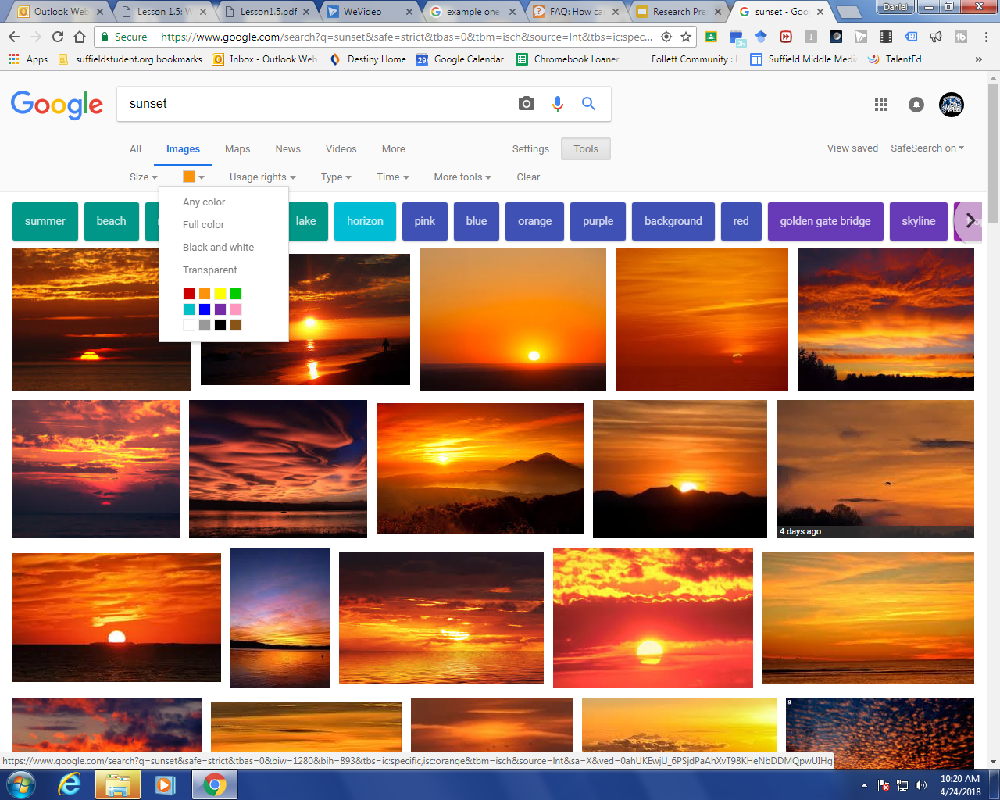 Outlook Web
Lesson 1.5: W
Lesson1.5.pdf
WeVideo
example one
FAQ: How ca
Research Pre
sunset - Goo
Daniel
Secure
https://www.google.com/search?q=sunset&safe=strict&tbas=0&tbm=isch&source=lnt&tbs=ic:spec...
2h
Apps
suffieldstudent.org bookmarks
Inbox - Outlook Web
Destiny Home
29
Google Calendar
Chromebook Loaner
Follett Community : H
Suffield Middle Media
TalentEd
»
Google
sunset
All
Images
Maps
News
Videos
More
Settings
Tools
View saved
SafeSearch on
Size
Usage rights
Type
Time
More tools
Clear
Any color
Full color
Black and white
Transparent
summer
beach
lake
horizon
pink
blue
orange
purple
background
red
golden gate bridge
skyline
4 days ago
https://www.google.com/search?q=sunset&safe=strict&tbas=0&biw=1280&bih=893&tbs=ic:specific,isc:orange&tbm=isch&source=lnt&sa=X&ved=0ahUKEwjU_6PSjdPaAhXvT98KHeNbDDMQpwUIHg
10:20 AM
4/24/2018